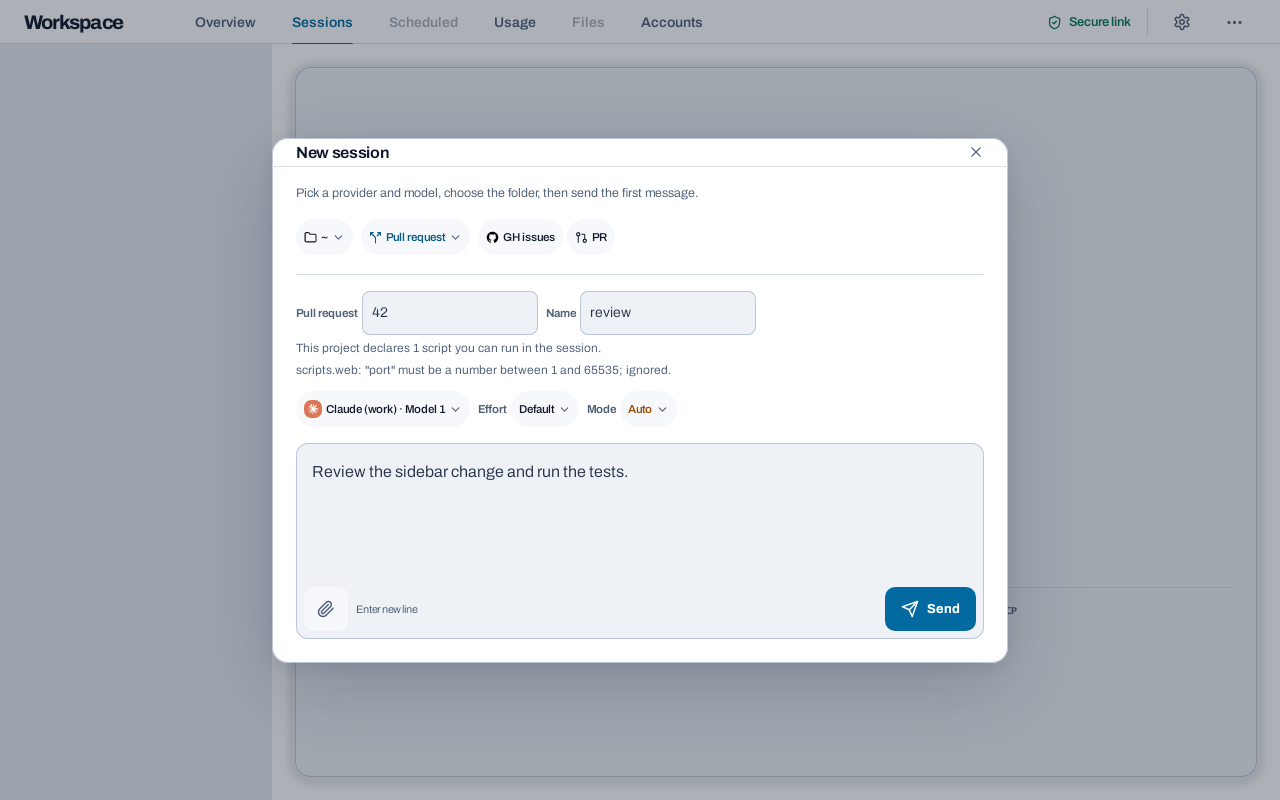 Workspace
Overview
Sessions
Scheduled
Usage
Files
Accounts
Secure link
New session
Pick a provider and model, choose the folder, then send the first message.
~
Pull request
GH issues
PR
Pull request
42
Name
review
This project declares 1 script you can run in the session.
scripts.web: "port" must be a number between 1 and 65535; ignored.
Claude (work) · Model 1
Effort
Default
Mode
Auto
Review the sidebar change and run the tests.
Enter new line
Send